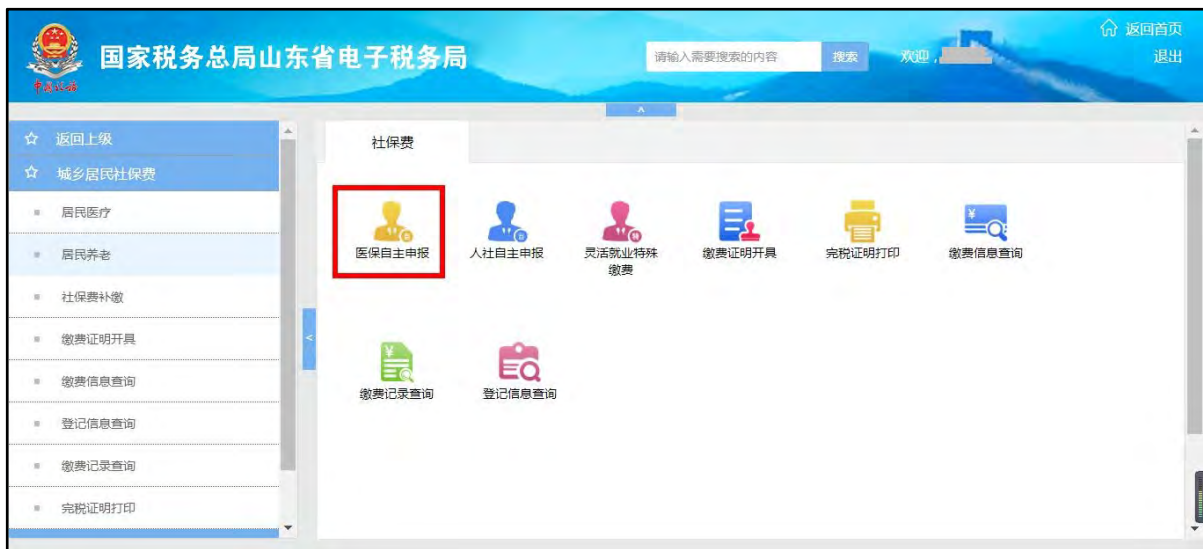 返回首页
国家税务总局山东省电子税务局
请输入需要搜索的内容
搜索
欢迎，
退出
返回上级
城乡居民社保费
居民医疗
居民养老
社保费补缴
缴费证明开具
缴费信息查询
登记信息查询
缴费记录查询
完税证明打印
社保费
医保自主申报
人社自主申报
灵活就业特殊
缴费
缴费证明开具
完税证明打印
缴费信息查询
缴费记录查询
登记信息查询